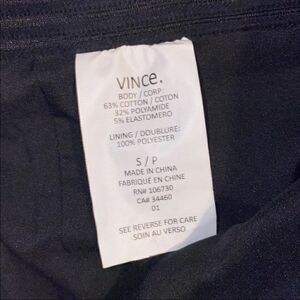 VINCE.
BODY / CORP:
63% COTTON / COTON
32% POLYAMIDE
5% ELASTOMERO
LINING / DOUBLURE:
100% POLYESTER
S / P
MADE IN CHINA
FABRIQUÉ EN CHINE
RN# 106730
CA# 34460
01
SEE REVERSE FOR CARE
SOIN AU VERSO